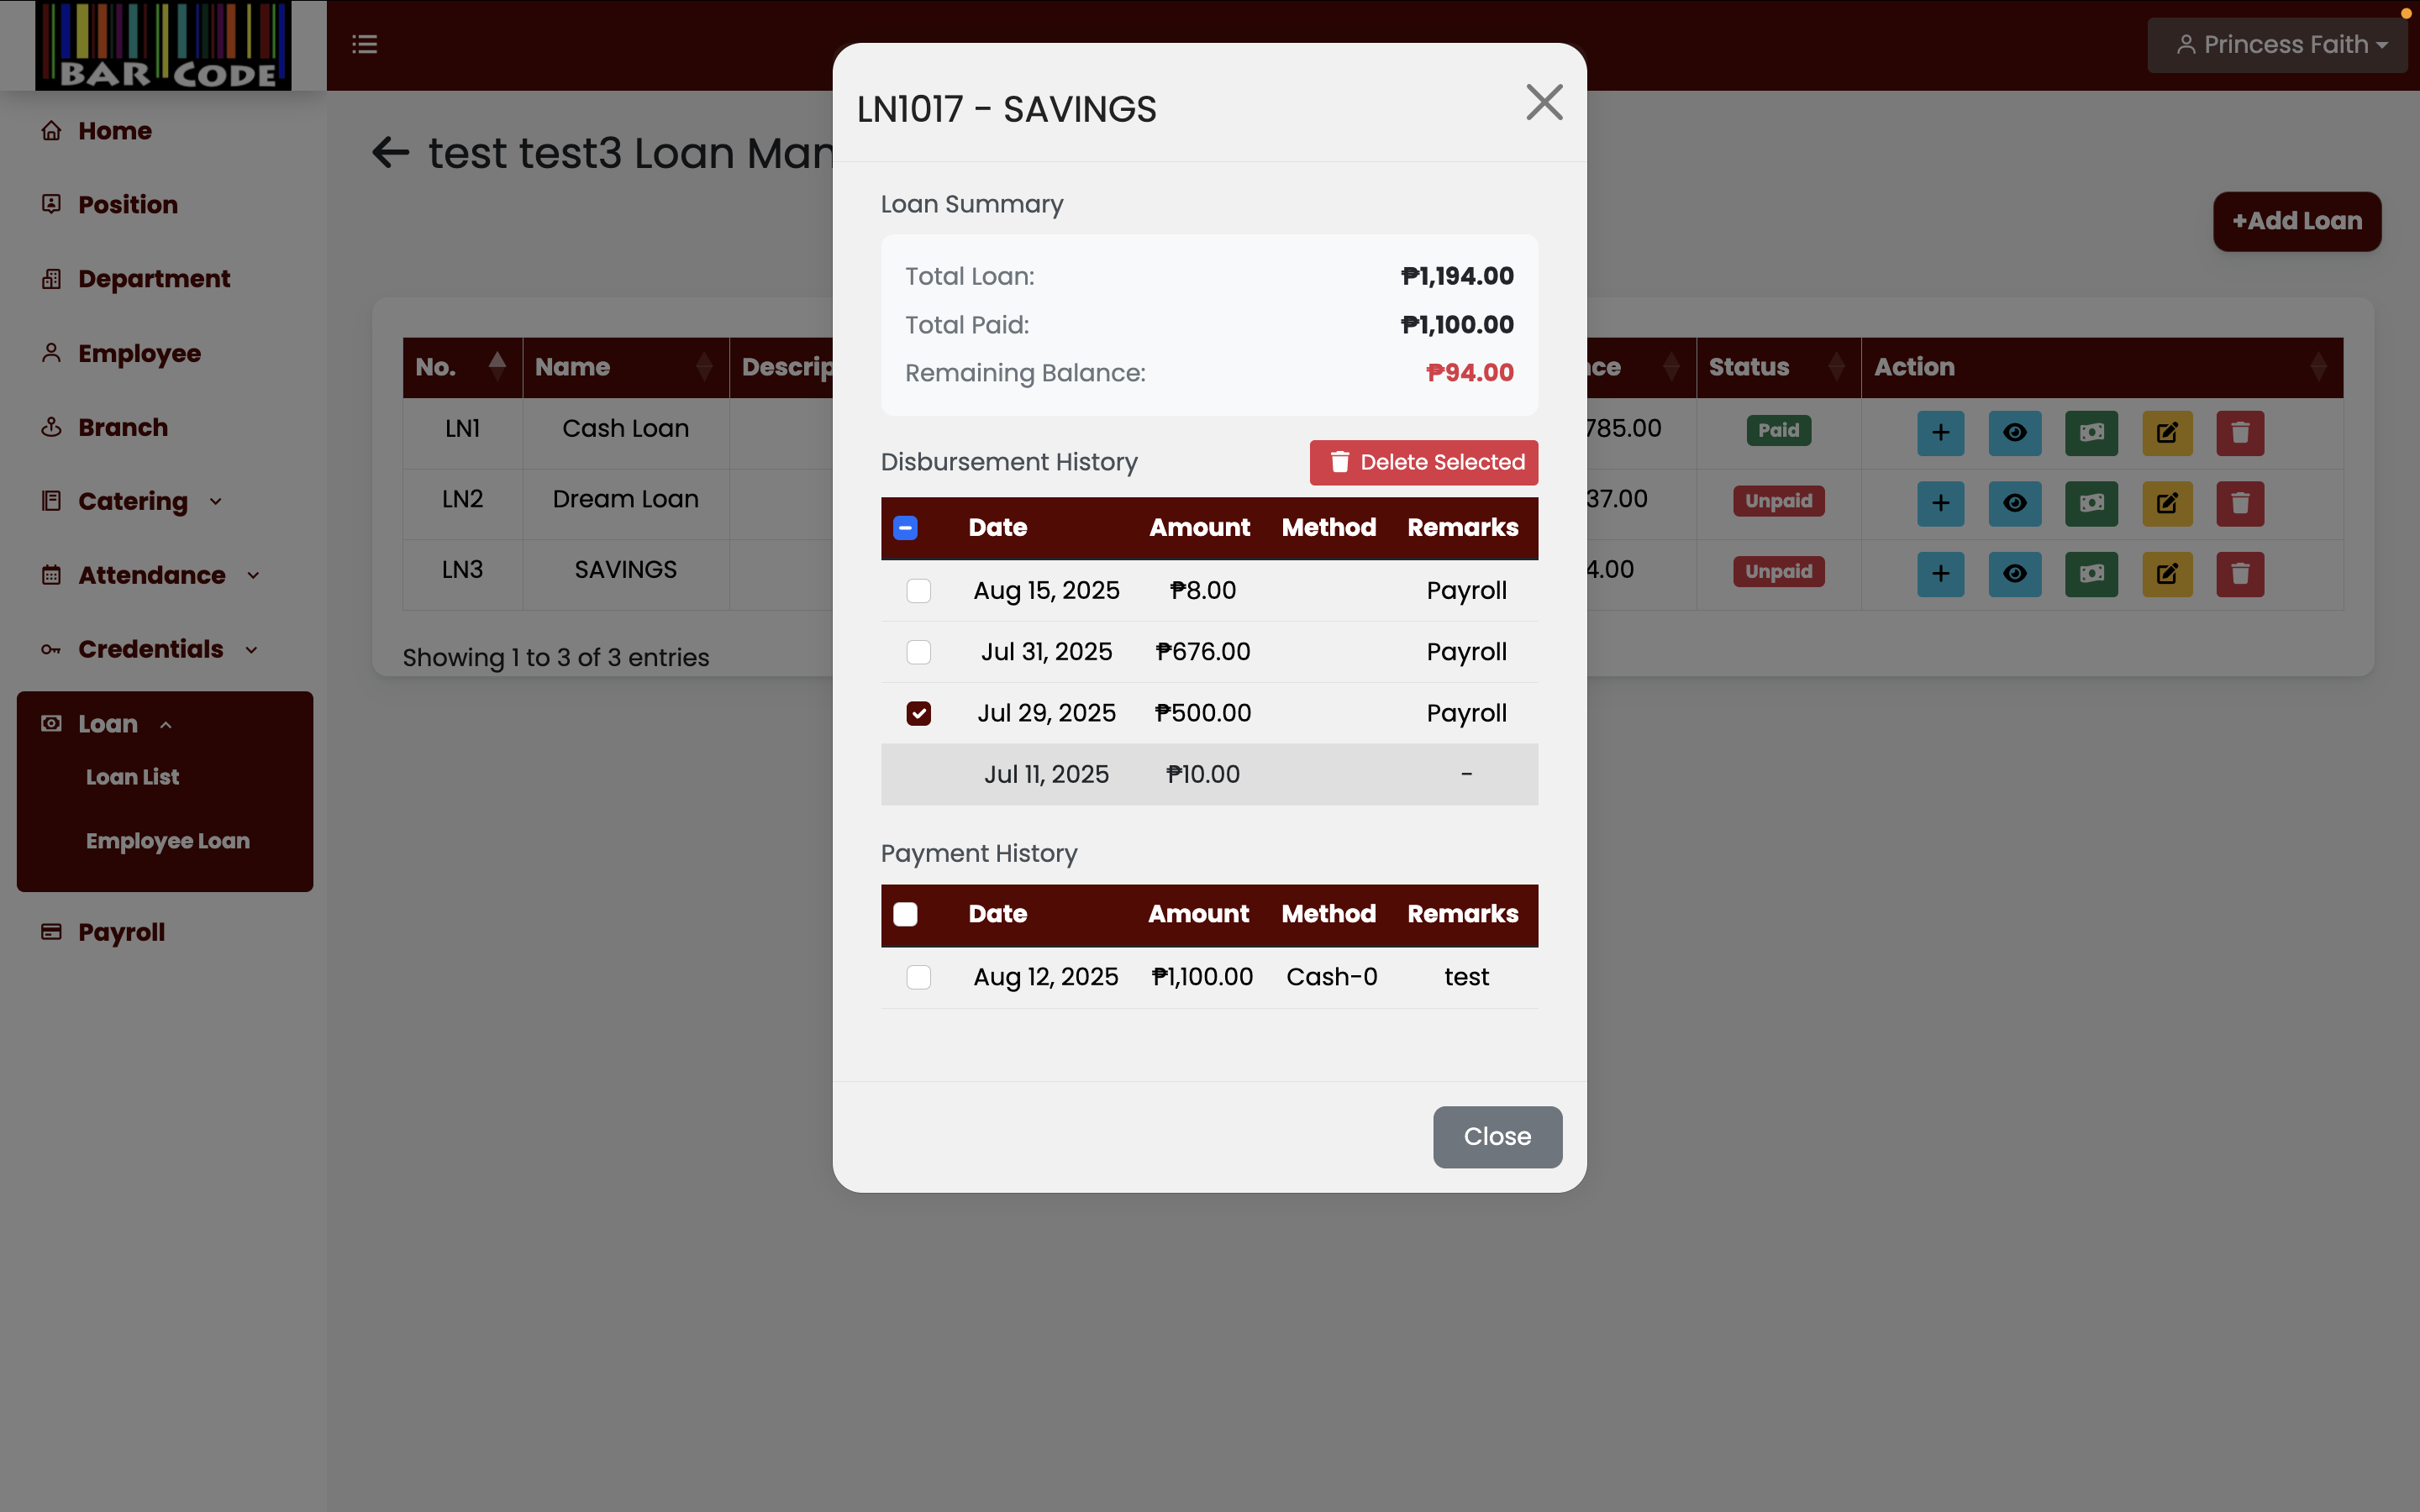 BAR CODE
Princess Faith
Home
Position
Department
Employee
Branch
Catering
Attendance
Credentials
Loan
Loan List
Employee Loan
Payroll
test test3 Loan Man
+Add Loan
No. Name Descrip
LN1 Cash Loan
LN2 Dream Loan
LN3 SAVINGS
Showing 1 to 3 of 3 entries
LN1017 - SAVINGS
Loan Summary
Total Loan: ₱1,194.00
Total Paid: ₱1,100.00
Remaining Balance: ₱94.00
Disbursement History Delete Selected
Date Amount Method Remarks
Aug 15, 2025 ₱8.00 Payroll
Jul 31, 2025 ₱676.00 Payroll
Jul 29, 2025 ₱500.00 Payroll
Jul 11, 2025 ₱10.00 -
Payment History
Date Amount Method Remarks
Aug 12, 2025 ₱1,100.00 Cash-0 test
Close
nce Status Action
785.00 Paid
37.00 Unpaid
4.00 Unpaid